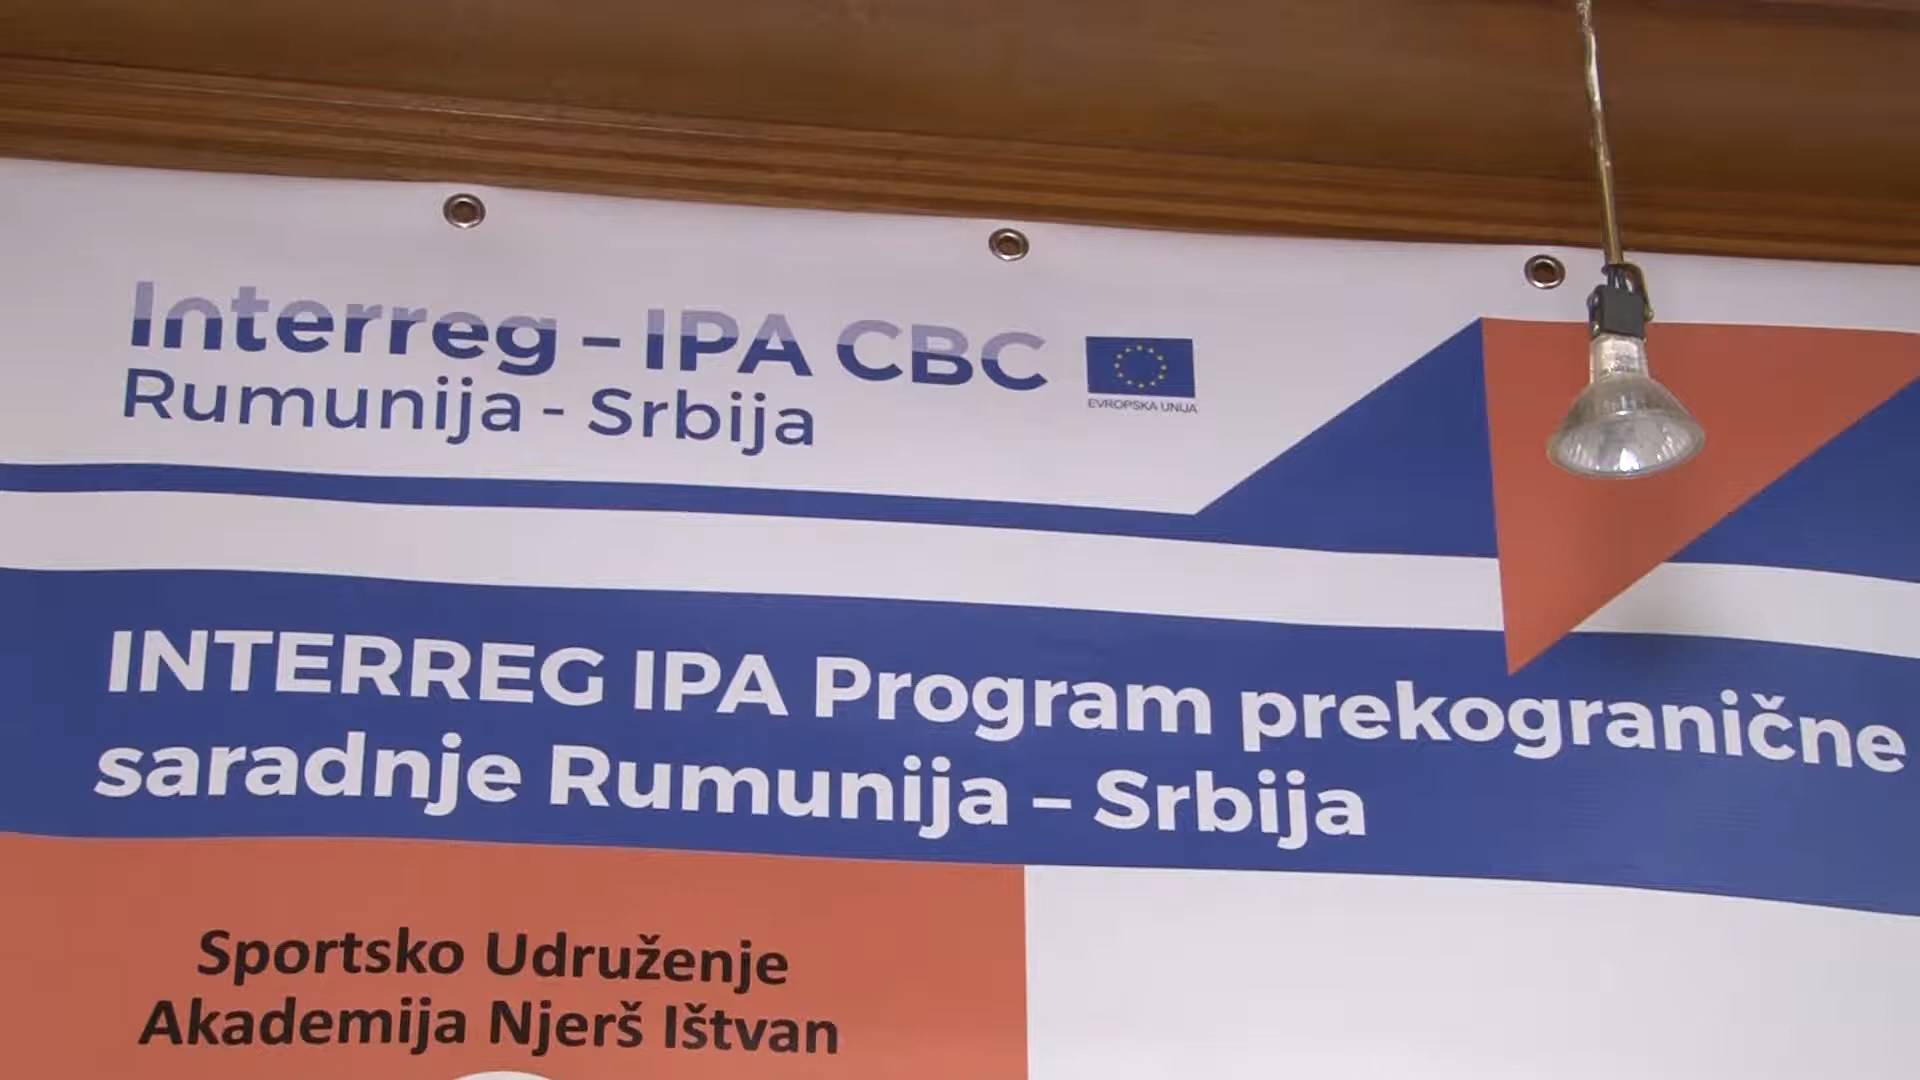 Interreg – IPA CBC
Rumunija - Srbija
EVROPSKA UNIJA
INTERREG IPA Program prekogranične
saradnje Rumunija – Srbija
Sportsko Udruženje
Akademija Njerš Ištvan